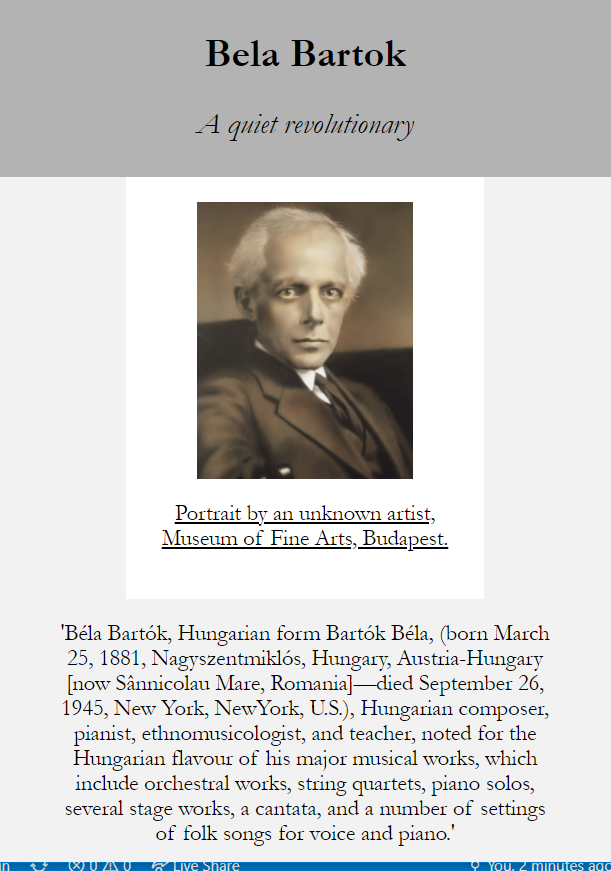 Bela Bartok
A quiet revolutionary
Portrait by an unknown artist,
Museum of Fine Arts, Budapest.
'Béla Bartók, Hungarian form Bartók Béla, (born March
25, 1881, Nagyszentmiklós, Hungary, Austria-Hungary
[now Sânnicolau Mare, Romania]—died September 26,
1945, New York, NewYork, U.S.), Hungarian composer,
pianist, ethnomusicologist, and teacher, noted for the
Hungarian flavour of his major musical works, which
include orchestral works, string quartets, piano solos,
several stage works, a cantata, and a number of settings
of folk songs for voice and piano.'
0 0 Live Share You, 2 minutes ago